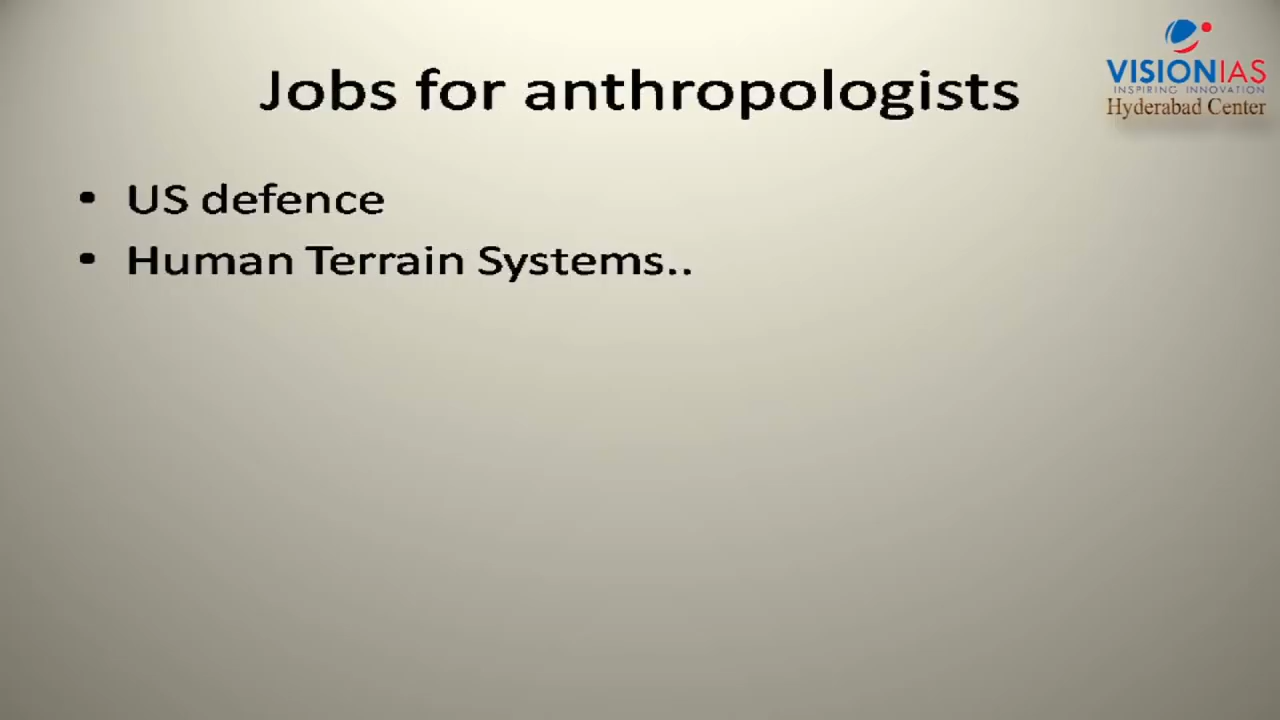 Jobs for anthropologists
VISIONIAS
INSPIRING INNOVATION
Hyderabad Center
• US defence
• Human Terrain Systems..